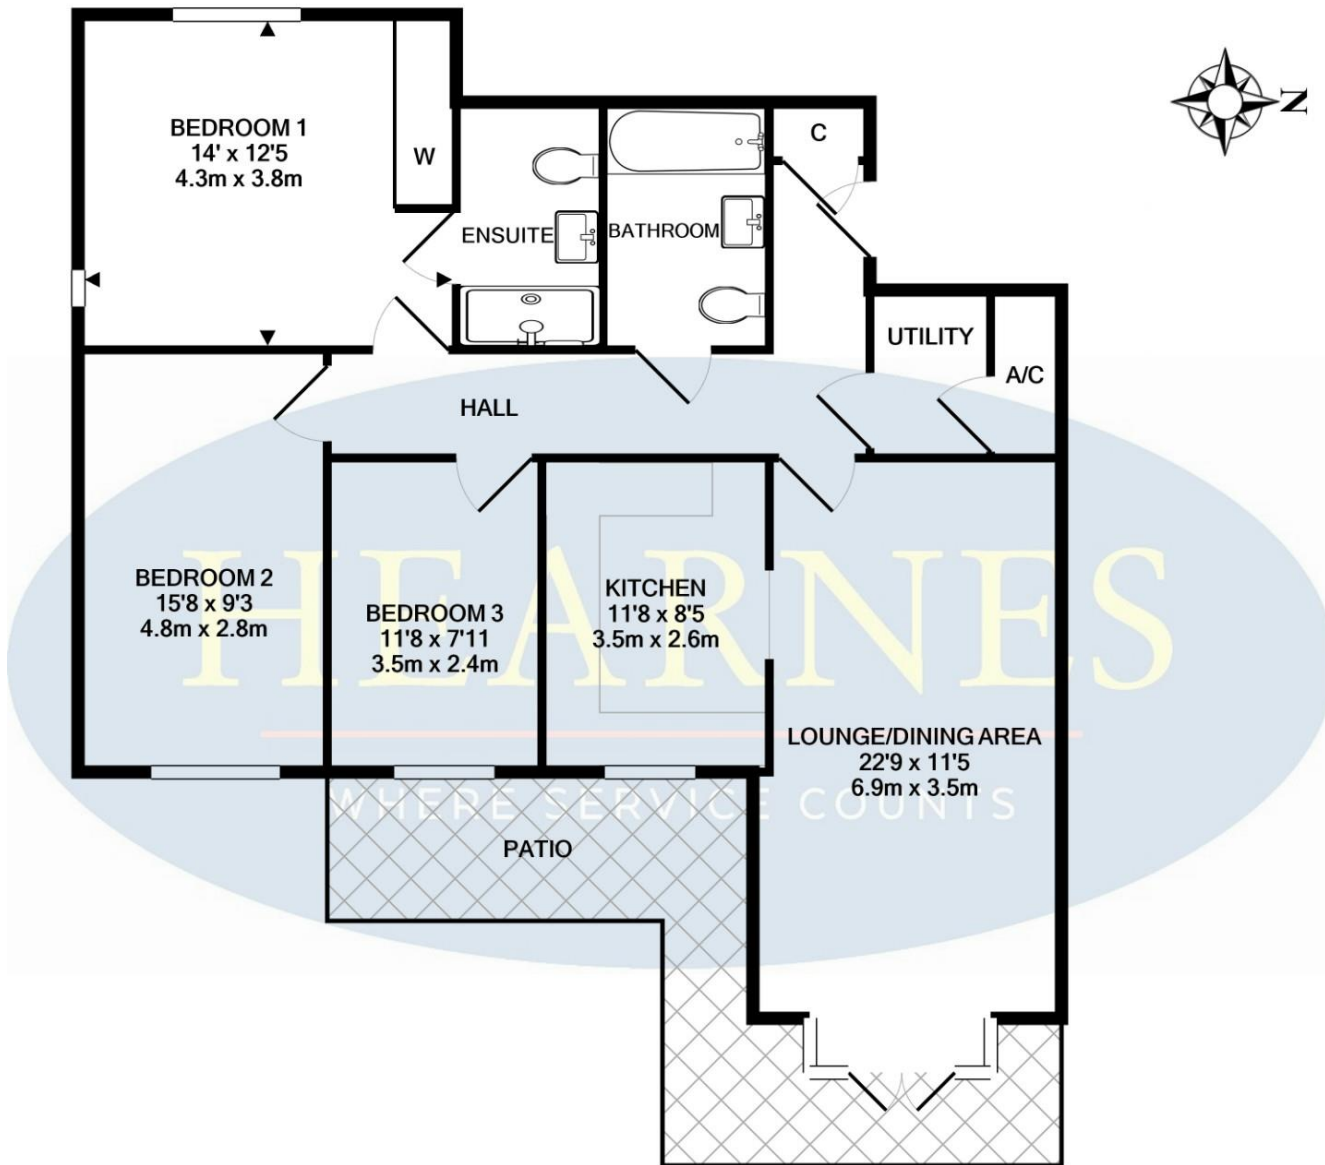 BEDROOM 1
14' x 12'5
4.3m x 3.8m
W
ENSUITE
BATHROOM
C
N
UTILITY
A/C
HALL
BEDROOM 2
15'8 x 9'3
4.8m x 2.8m
BEDROOM 3
11'8 x 7'11
3.5m x 2.4m
KITCHEN
11'8 x 8'5
3.5m x 2.6m
LOUNGE/DINING AREA
22'9 x 11'5
6.9m x 3.5m
HEARNES
WHERE SERVICE COUNTS
PATIO